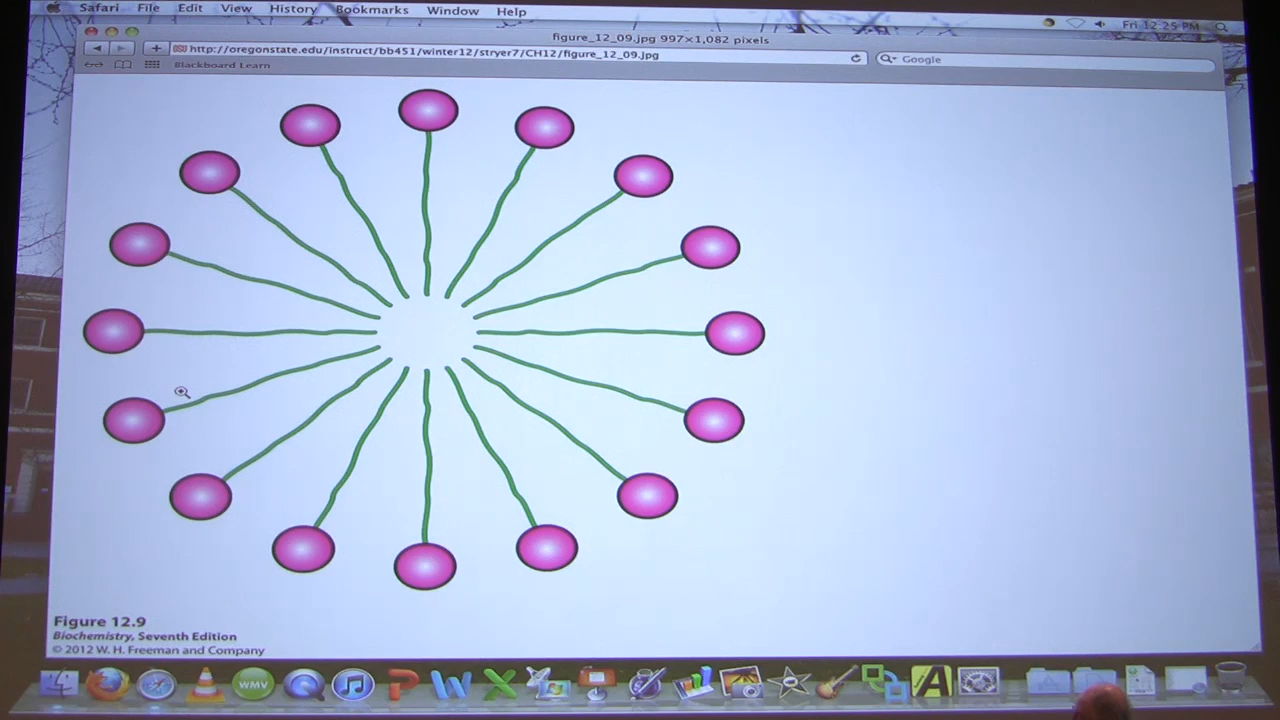 Safari File Edit View History Bookmarks Window Help Fri 12:25 PM
figure_12_09.jpg 997×1,082 pixels
OSU http://oregonstate.edu/instruct/bb451/winter12/stryer7/CH12/figure_12_09.jpg Google
Blackboard Learn
Figure 12.9
Biochemistry, Seventh Edition
© 2012 W. H. Freeman and Company
WMV